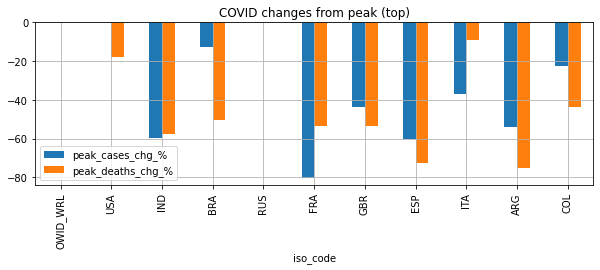 COVID changes from peak (top)
0
−20
−40
−60
−80
peak_cases_chg_%
peak_deaths_chg_%
OWID_WRL
USA
IND
BRA
RUS
FRA
GBR
ESP
ITA
ARG
COL
iso_code